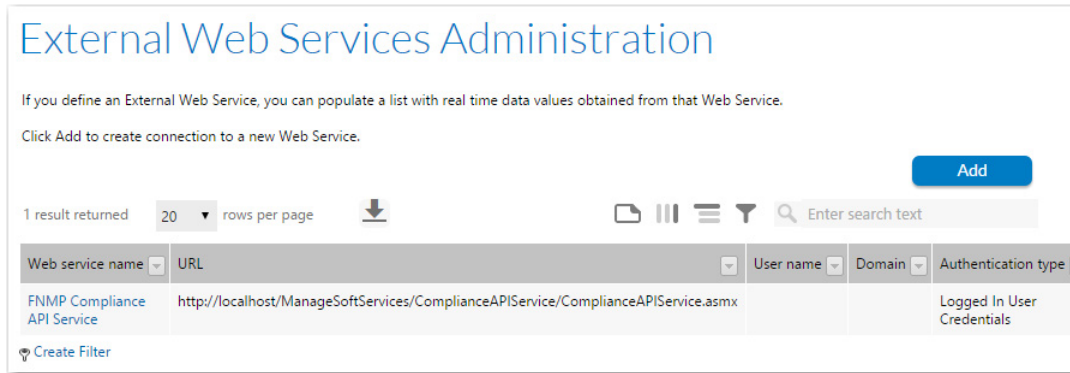 External Web Services Administration
If you define an External Web Service, you can populate a list with real time data values obtained from that Web Service.
Click Add to create connection to a new Web Service.
Add
1 result returned 20 rows per page Enter search text
Web service name URL User name Domain Authentication type
FNMP Compliance http://localhost/ManageSoftServices/ComplianceAPIService/ComplianceAPIService.asmx Logged In User
API Service Credentials
Create Filter